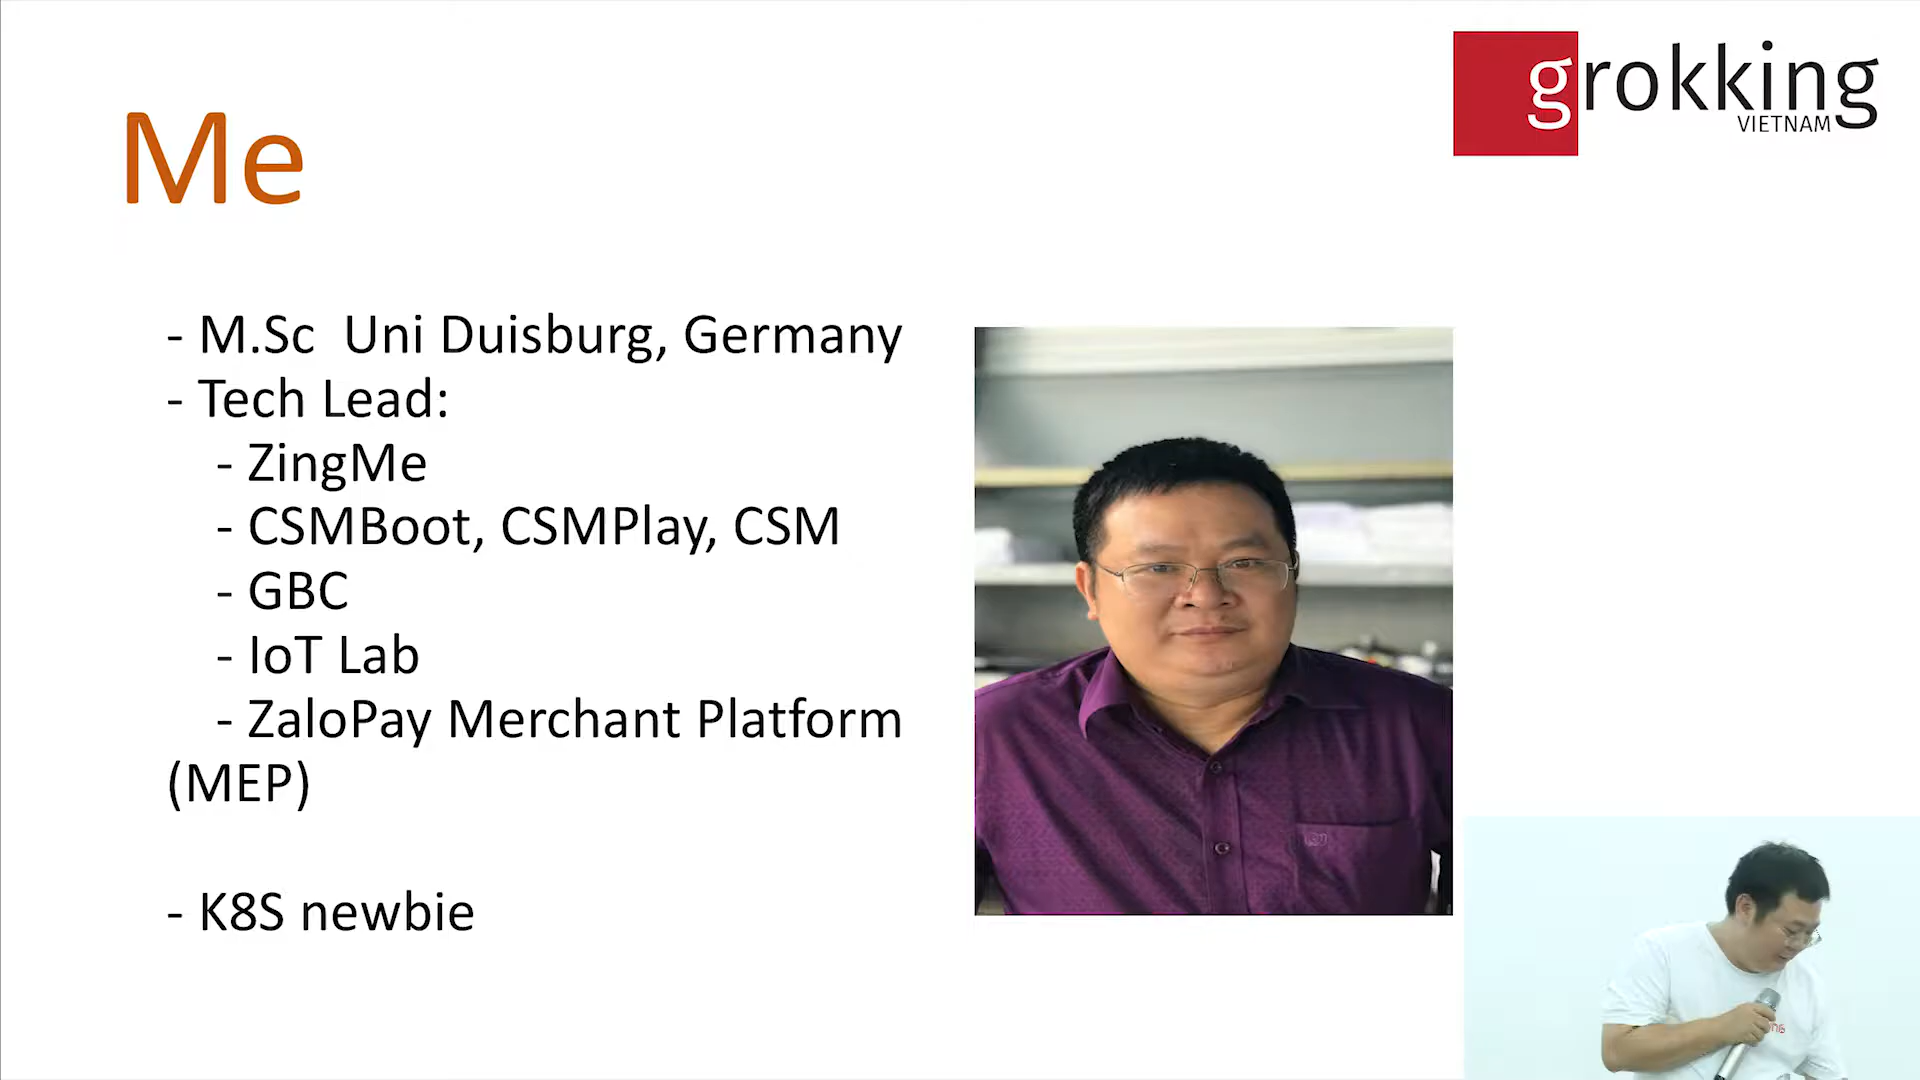 grokking
VIETNAM
Me
- M.Sc  Uni Duisburg, Germany
- Tech Lead:
- ZingMe
- CSMBoot, CSMPlay, CSM
- GBC
- IoT Lab
- ZaloPay Merchant Platform
(MEP)
- K8S newbie